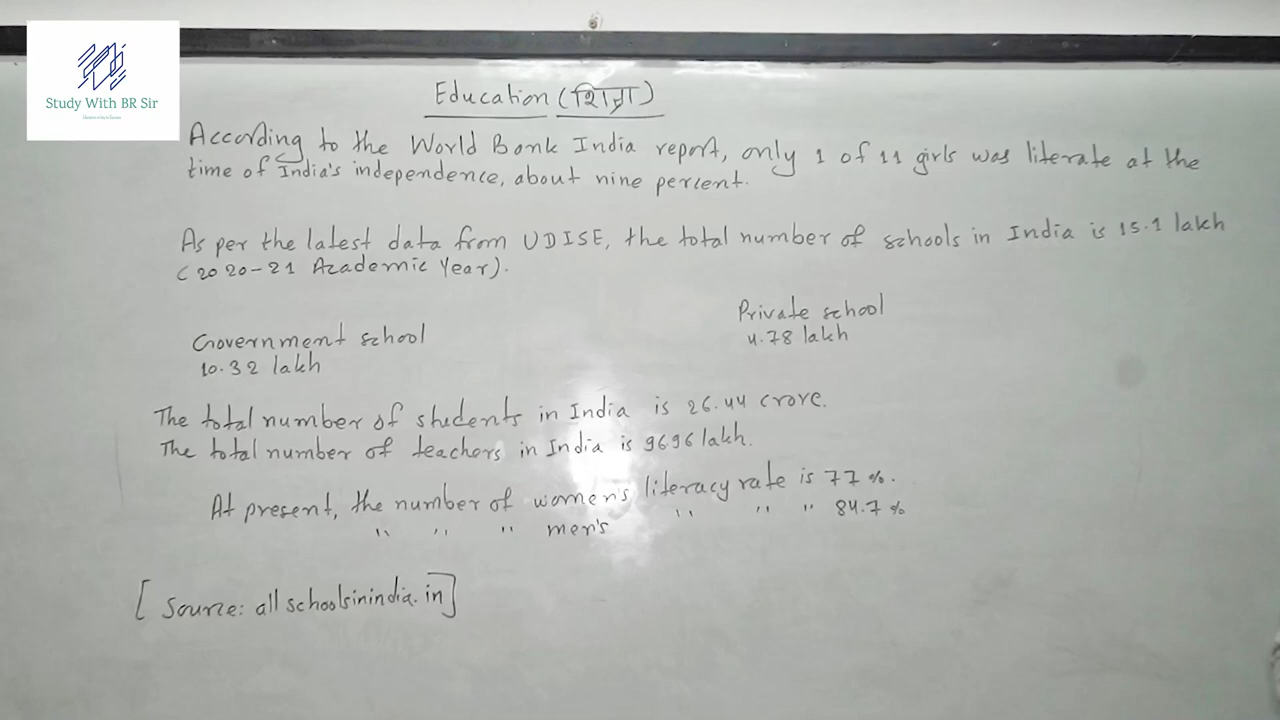 Study With BR Sir
Education (शिक्षा)
According to the World Bank India report, only 1 of 11 girls was literate at the
time of India's independence, about nine percent.
As per the latest data from UDISE, the total number of schools in India is 15.1 lakh
(2020-21 Academic Year).
Government school
10.32 lakh
Private school
4.78 lakh
The total number of students in India is 26.44 crore.
The total number of teachers in India is 9696 lakh.
At present, the number of women's literacy rate is 77 %.
" " " men's " " " 84.7 %
[Source: allschoolsinindia.in]